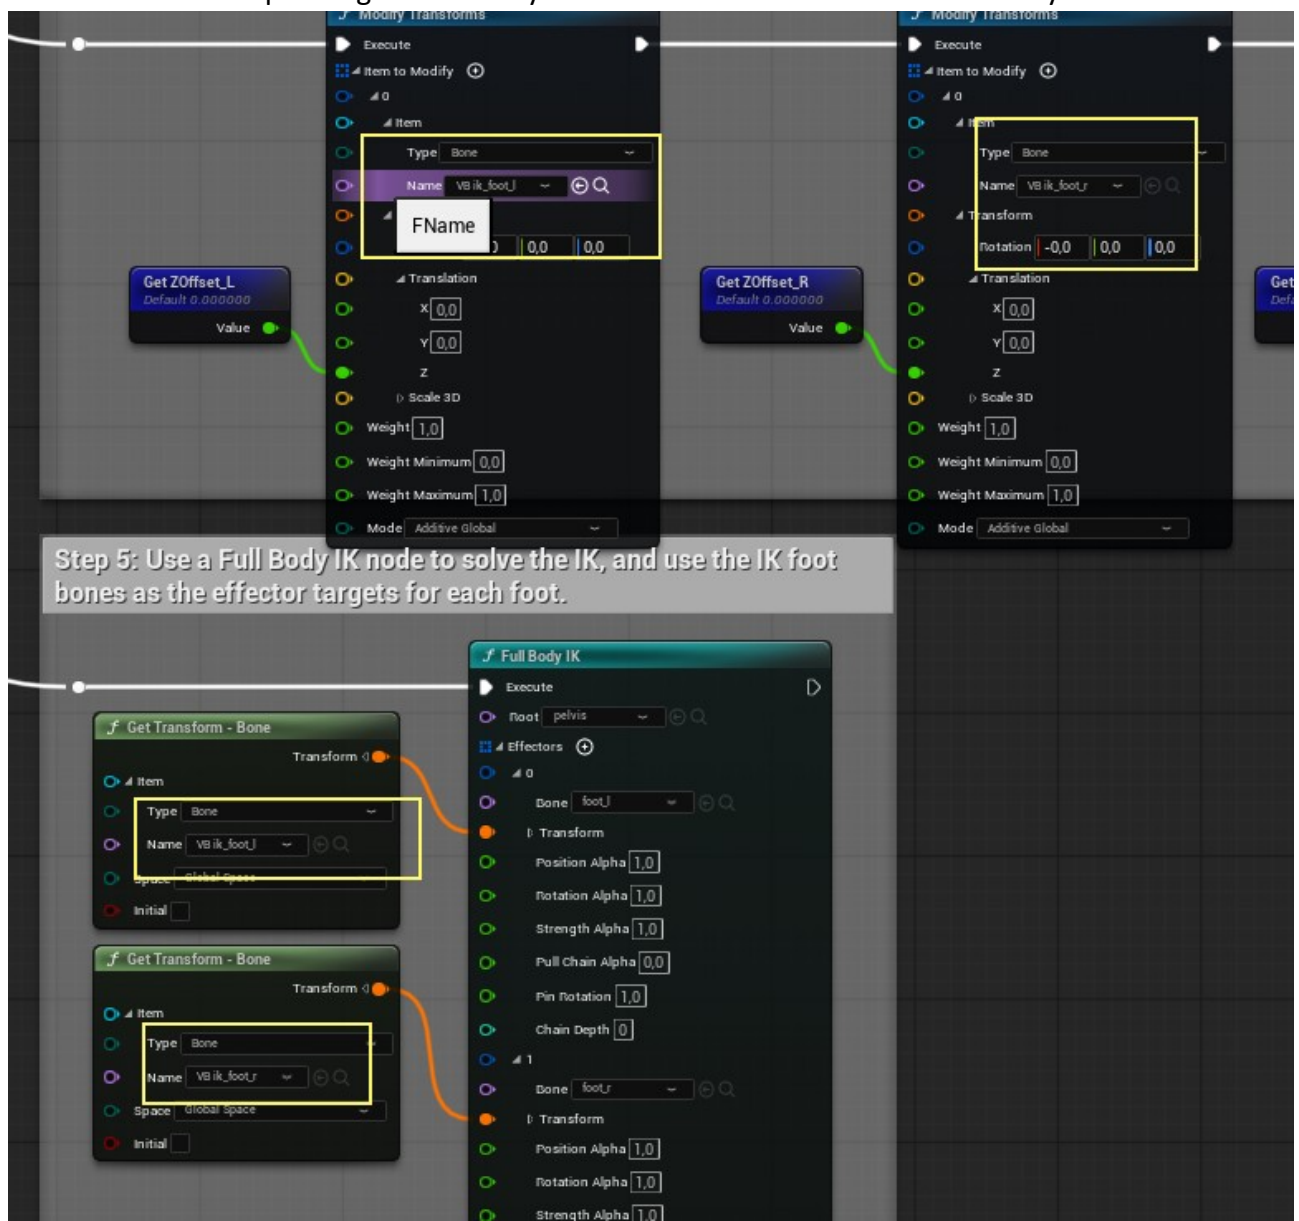 Modify Transforms
Execute
Item to Modify
0
Item
Type Bone
Name VB ik_foot_l
FName
0,0 0,0
Translation
X 0,0
Y 0,0
Z
Scale 3D
Weight 1,0
Weight Minimum 0,0
Weight Maximum 1,0
Mode Additive Global
Get ZOffset_L
Default 0.000000
Value
Modify Transforms
Execute
Item to Modify
0
Item
Type Bone
Name VB ik_foot_r
Transform
Rotation -0,0 0,0 0,0
Translation
X 0,0
Y 0,0
Z
Scale 3D
Weight 1,0
Weight Minimum 0,0
Weight Maximum 1,0
Mode Additive Global
Get ZOffset_R
Default 0.000000
Value
Get
Step 5: Use a Full Body IK node to solve the IK, and use the IK foot
bones as the effector targets for each foot.
Get Transform - Bone
Transform
Item
Type Bone
Name VB ik_foot_l
Space Global Space
Initial
Get Transform - Bone
Transform
Item
Type Bone
Name VB ik_foot_r
Space Global Space
Initial
Full Body IK
Execute
Root pelvis
Effectors
0
Bone foot_l
Transform
Position Alpha 1,0
Rotation Alpha 1,0
Strength Alpha 1,0
Pull Chain Alpha 0,0
Pin Rotation 1,0
Chain Depth 0
1
Bone foot_r
Transform
Position Alpha 1,0
Rotation Alpha 1,0
Strength Alpha 1,0